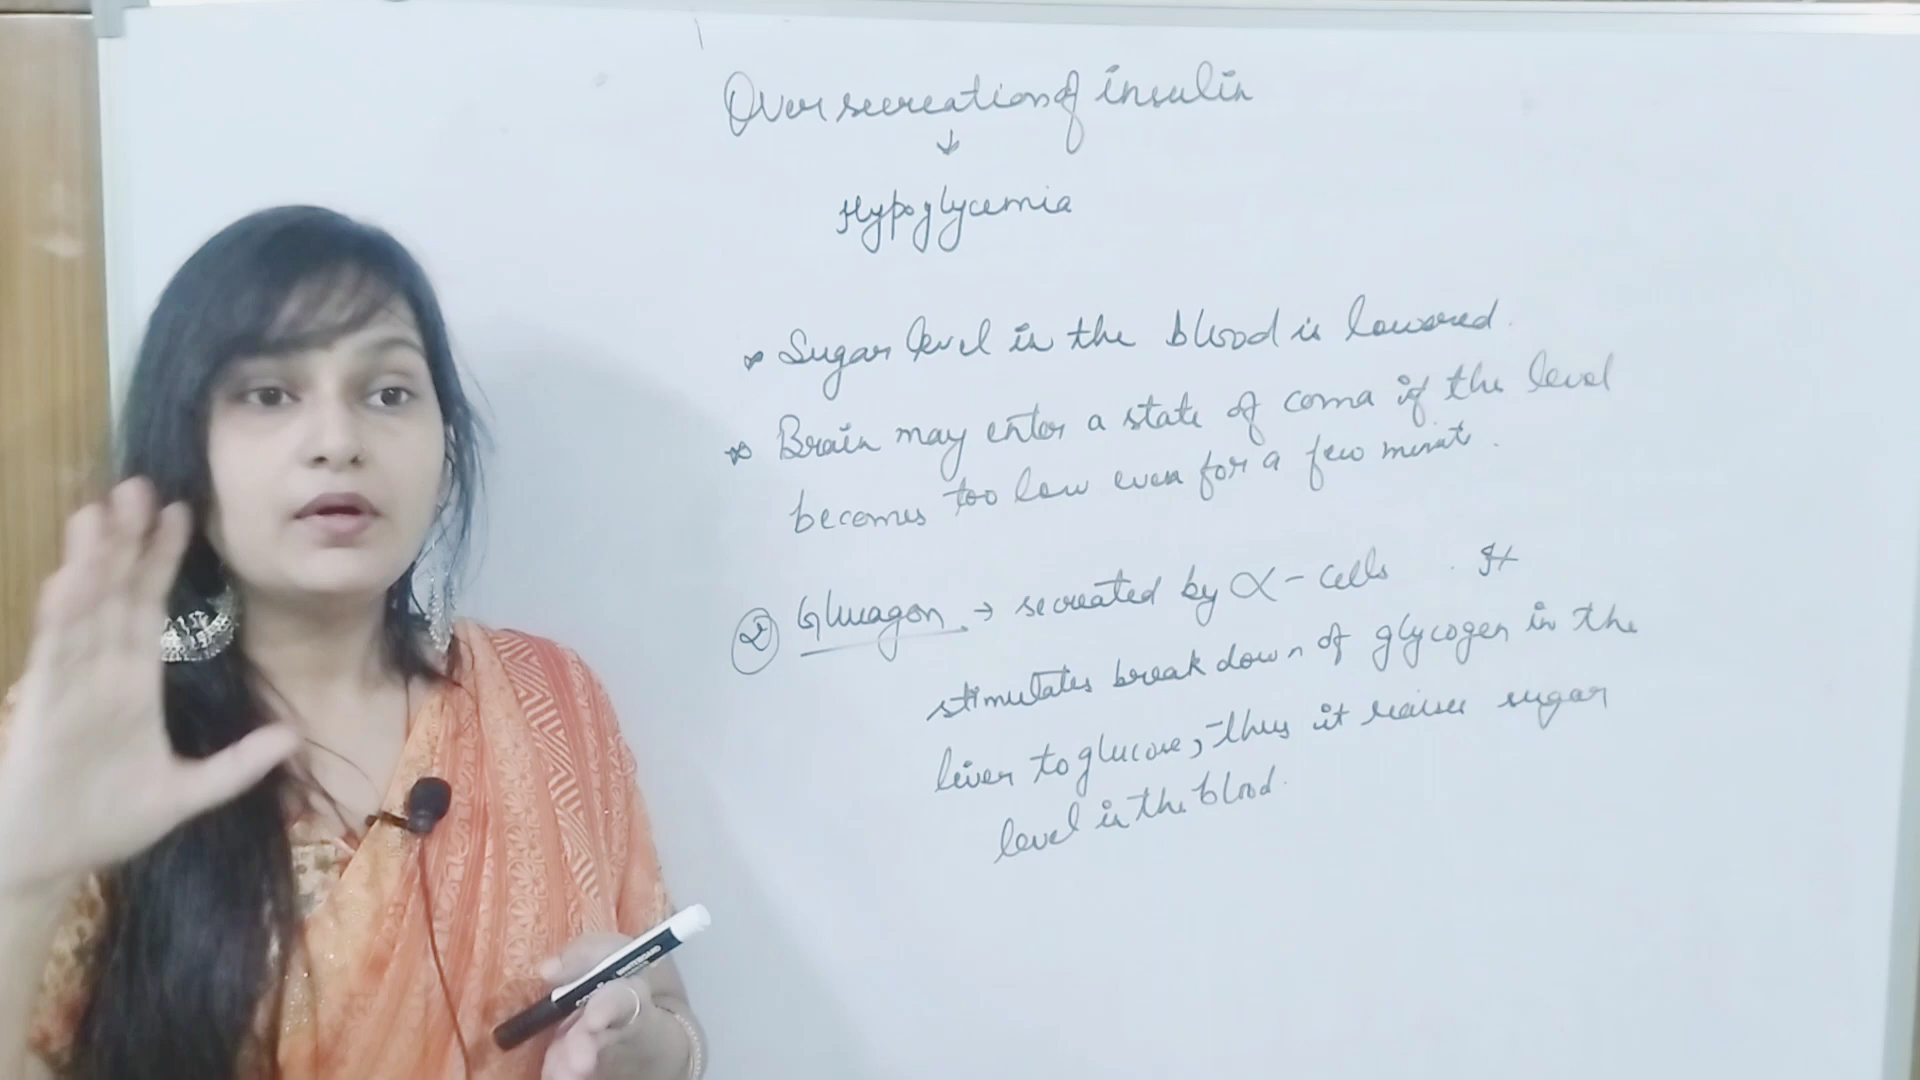 Over secreation of insulin
↓
Hypoglycemia
* Sugar level in the blood is lowered.
* Brain may enter a state of coma if the level
becomes too low even for a few minut.
② Glucagon → secreated by α - cells. It
stimulates break down of glycogen in the
liver to glucose, thus it raises sugar
level in the blood.